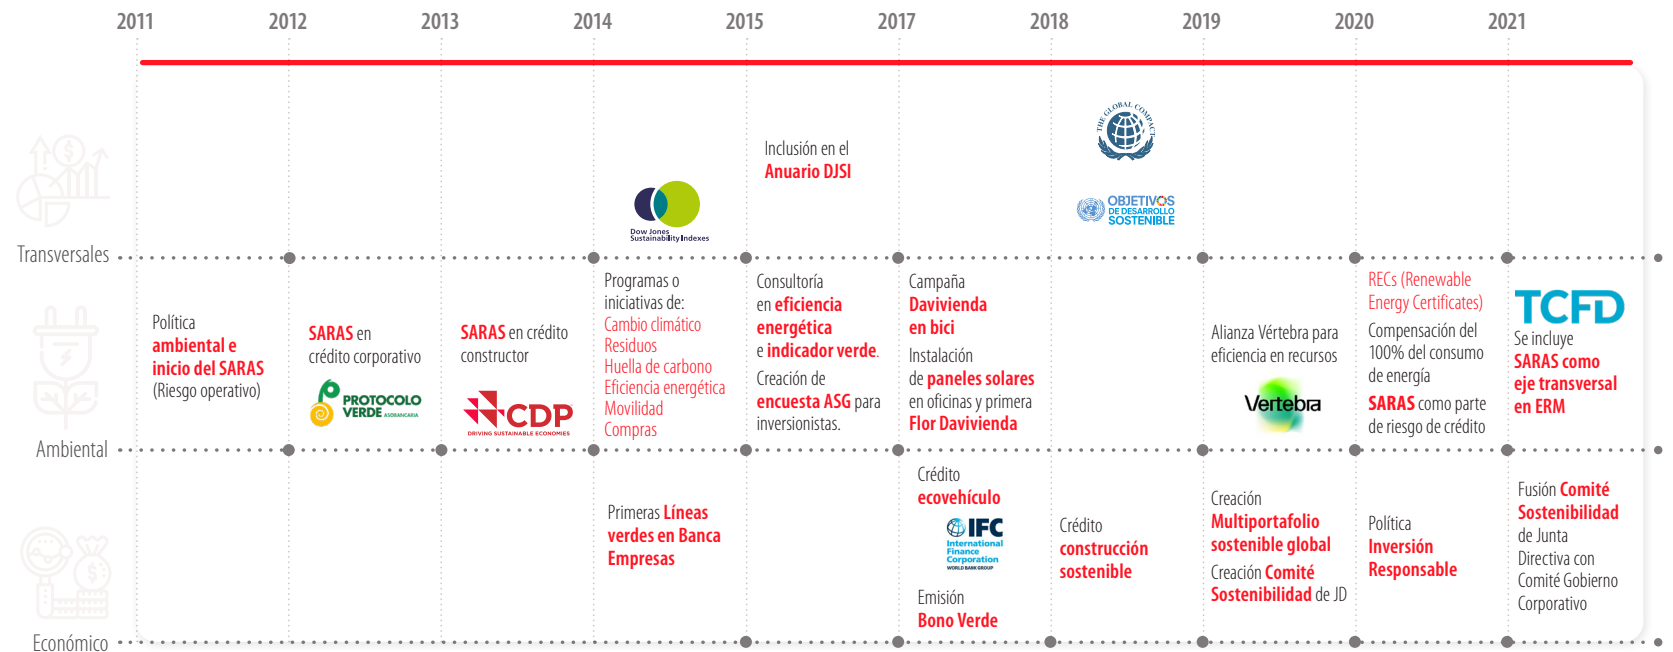 2011 2012 2013 2014 2015 2017 2018 2019 2020 2021
Transversales
Dow Jones
Sustainability Indexes
Inclusión en el
Anuario DJSI
THE GLOBAL COMPACT
OBJETIVOS
DE DESARROLLO
SOSTENIBLE
Ambiental
Política
ambiental e
inicio del SARAS
(Riesgo operativo)
SARAS en
crédito corporativo
PROTOCOLO
VERDE ASOBANCARIA
SARAS en crédito
constructor
CDP
DRIVING SUSTAINABLE ECONOMIES
Programas o
iniciativas de:
Cambio climático
Residuos
Huella de carbono
Eficiencia energética
Movilidad
Compras
Consultoría
en eficiencia
energética
e indicador verde.
Creación de
encuesta ASG para
inversionistas.
Campaña
Davivienda
en bici
Instalación
de paneles solares
en oficinas y primera
Flor Davivienda
Alianza Vértebra para
eficiencia en recursos
Vertebra
RECs (Renewable
Energy Certificates)
Compensación del
100% del consumo
de energía
SARAS como parte
de riesgo de crédito
TCFD
Se incluye
SARAS como
eje transversal
en ERM
Económico
Primeras Líneas
verdes en Banca
Empresas
Crédito
ecovehículo
IFC
International
Finance
Corporation
WORLD BANK GROUP
Emisión
Bono Verde
Crédito
construcción
sostenible
Creación
Multiportafolio
sostenible global
Creación Comité
Sostenibilidad de JD
Política
Inversión
Responsable
Fusión Comité
Sostenibilidad
de Junta
Directiva con
Comité Gobierno
Corporativo